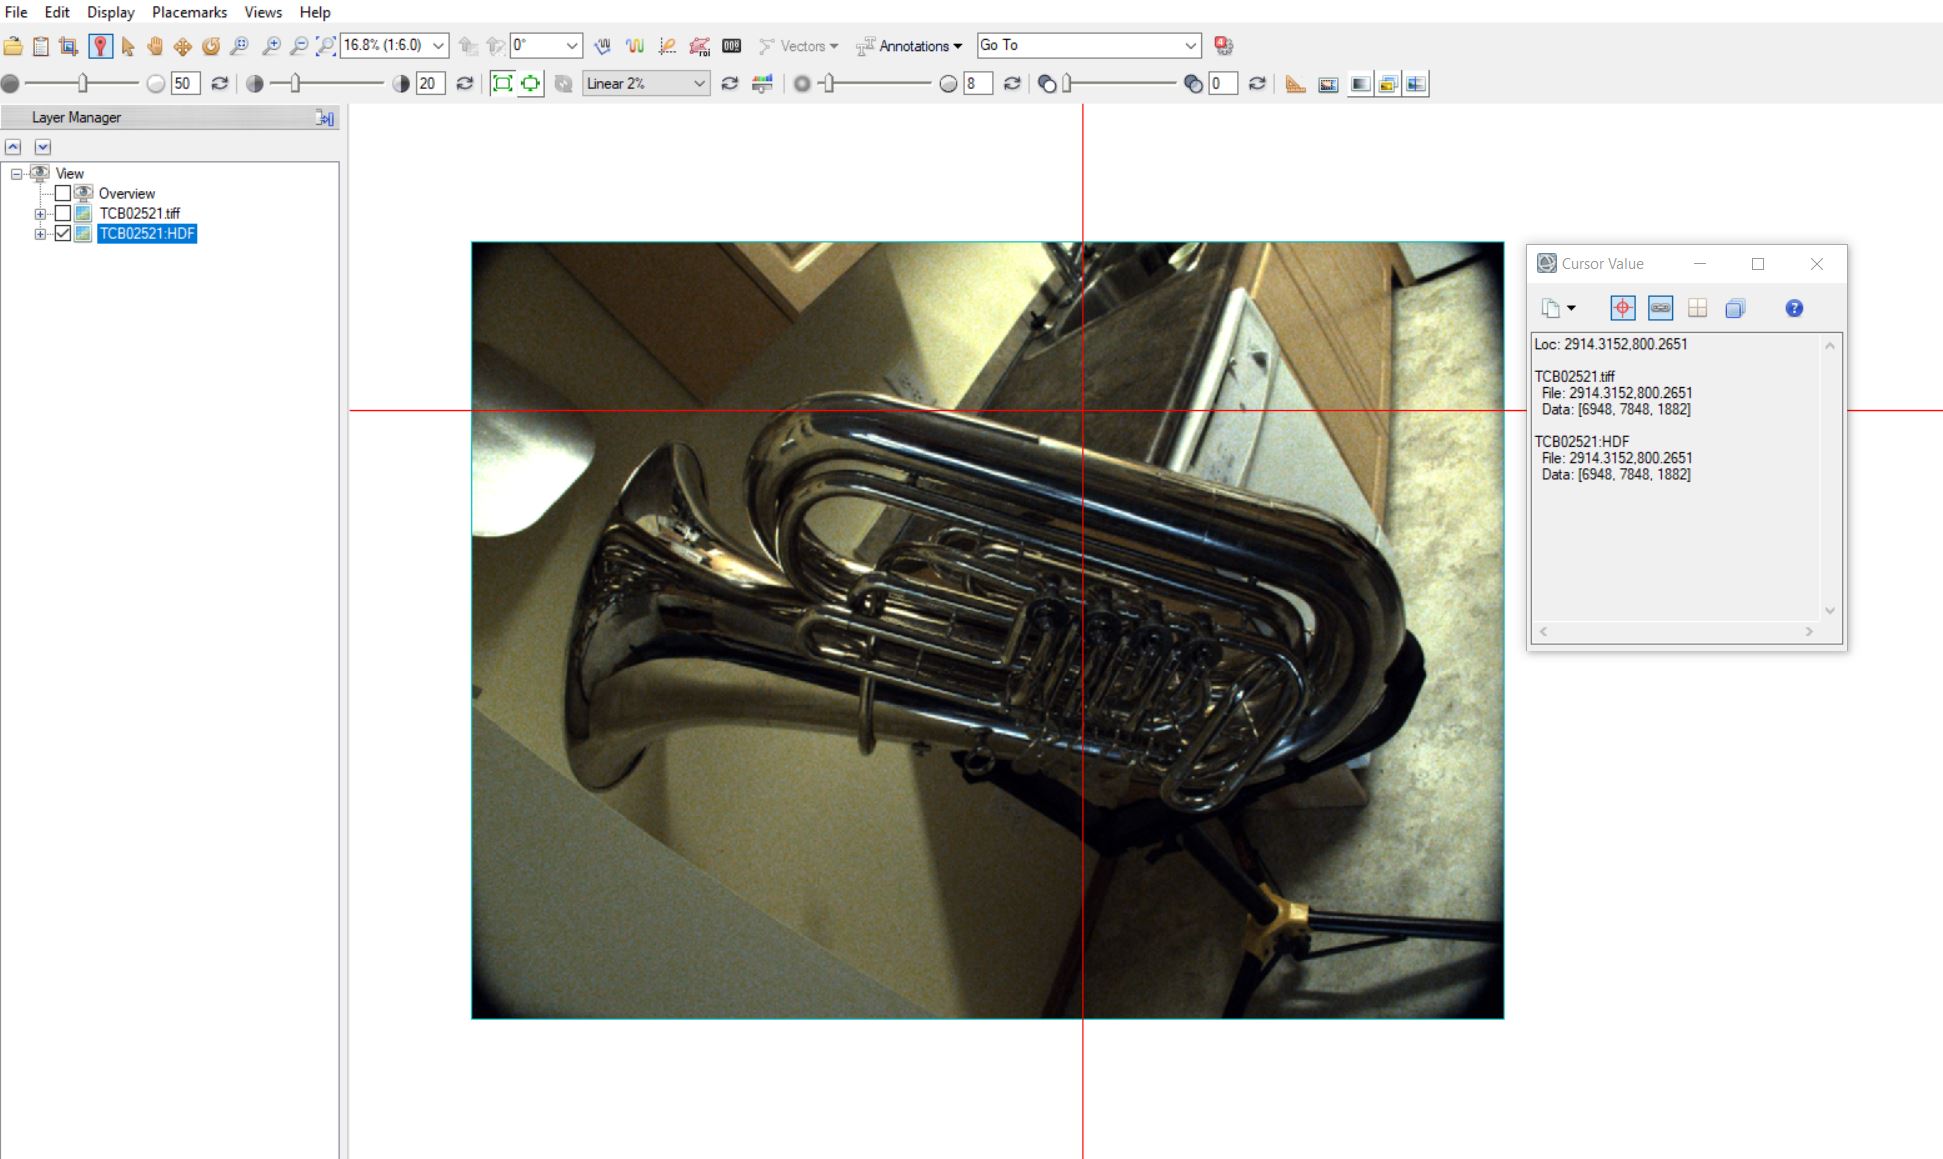 File Edit Display Placemarks Views Help
16.8% (1:6.0) 0° roi Vectors Annotations Go To
50 20 Linear 2% 8 0
Layer Manager
View
Overview
TCB02521.tiff
TCB02521:HDF
Cursor Value
Loc: 2914.3152,800.2651
TCB02521.tiff
File: 2914.3152,800.2651
Data: [6948, 7848, 1882]
TCB02521:HDF
File: 2914.3152,800.2651
Data: [6948, 7848, 1882]